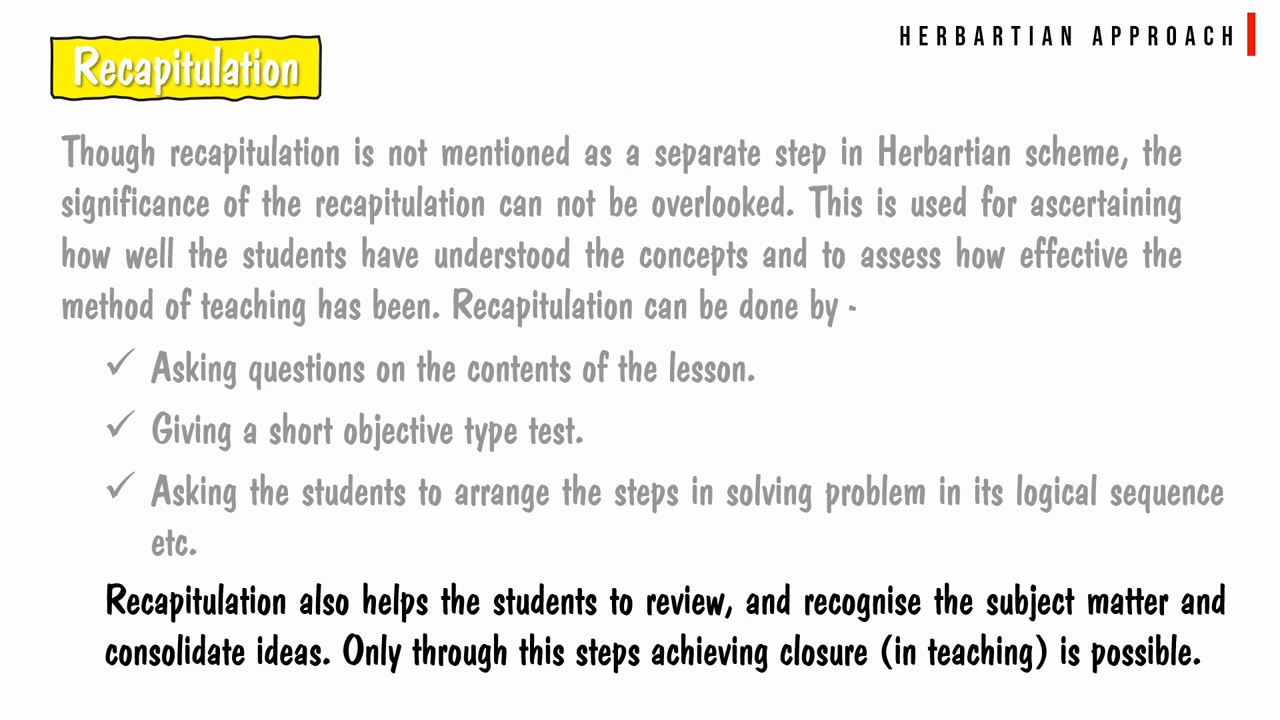 HERBARTIAN APPROACH
Recapitulation
Though recapitulation is not mentioned as a separate step in Herbartian scheme, the
significance of the recapitulation can not be overlooked. This is used for ascertaining
how well the students have understood the concepts and to assess how effective the
method of teaching has been. Recapitulation can be done by -
✓ Asking questions on the contents of the lesson.
✓ Giving a short objective type test.
✓ Asking the students to arrange the steps in solving problem in its logical sequence
etc.
Recapitulation also helps the students to review, and recognise the subject matter and
consolidate ideas. Only through this steps achieving closure (in teaching) is possible.